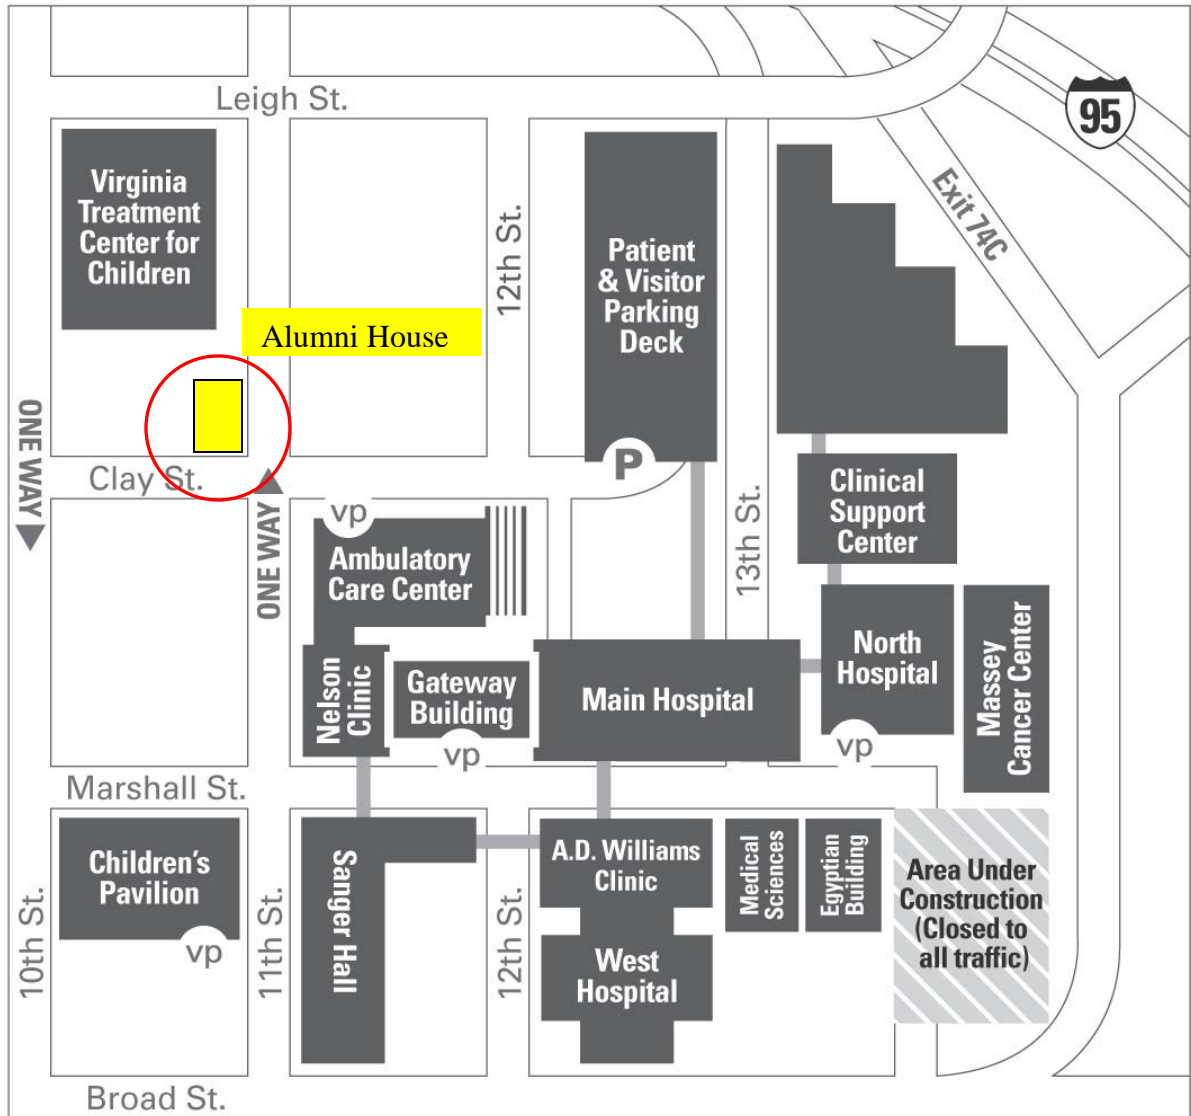 Leigh St.
95
Exit 74C
Virginia
Treatment
Center for
Children
12th St.
Patient
& Visitor
Parking
Deck
Alumni House
ONE WAY
Clay St.
P
ONE WAY
vp
Ambulatory
Care Center
13th St.
Clinical
Support
Center
Nelson
Clinic
Gateway
Building
vp
Main Hospital
North
Hospital
vp
Massey
Cancer Center
Marshall St.
Children's
Pavilion
vp
10th St.
11th St.
Sanger Hall
12th St.
A.D. Williams
Clinic
West
Hospital
Medical
Sciences
Egyptian
Building
Area Under
Construction
(Closed to
all traffic)
Broad St.